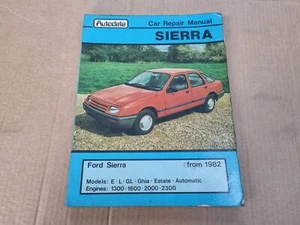 Autodata
Car Repair Manual
SIERRA
Ford Sierra
from 1982
Models: E · L · GL · Ghia · Estate · Automatic
Engines: 1300 · 1600 · 2000 · 2300